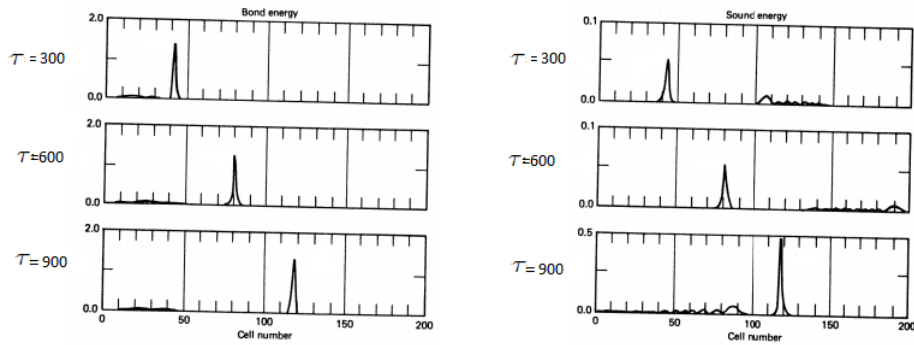 Bond energy
2.0
τ = 300
0.0
2.0
τ = 600
0.0
2.0
τ = 900
0.0
0 50 100 150 200
Cell number
Sound energy
0.1
τ = 300
0.0
0.1
τ = 600
0.0
0.5
τ = 900
0.0
0 50 100 150 200
Cell number